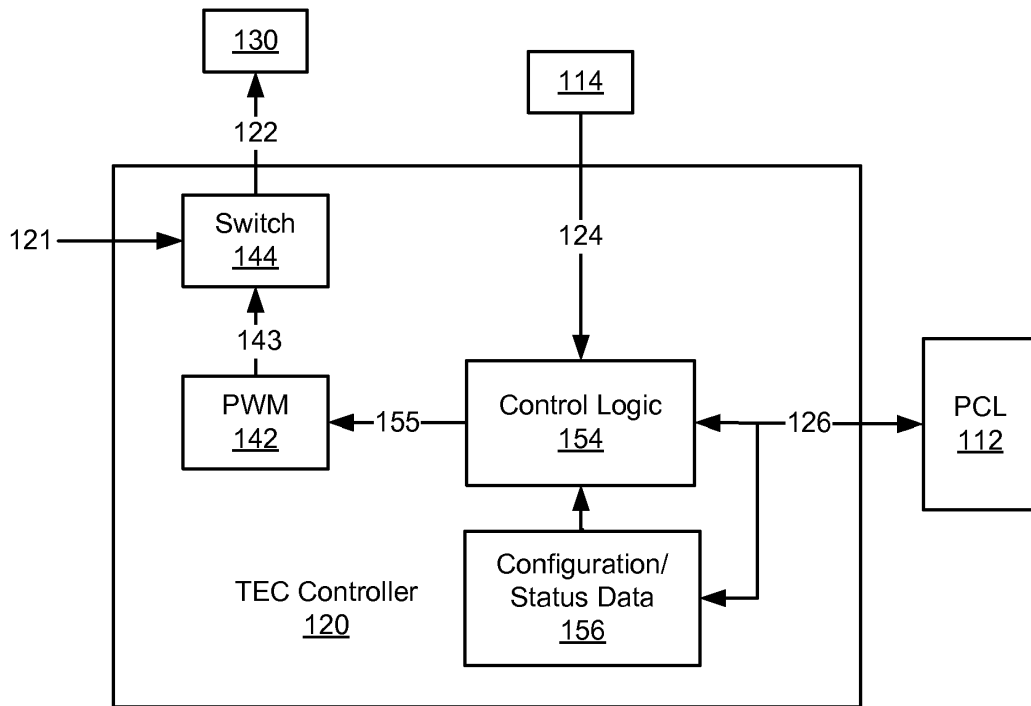 130
114
122
Switch
144
121
124
143
PWM
142
155
Control Logic
154
126
PCL
112
Configuration/
Status Data
156
TEC Controller
120